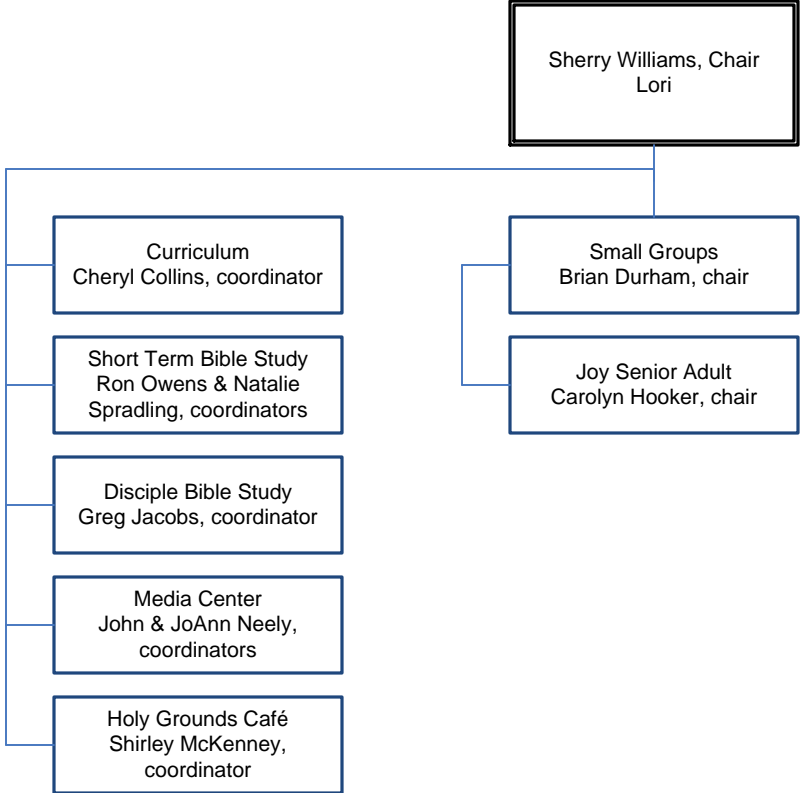 Sherry Williams, Chair
Lori
Curriculum
Cheryl Collins, coordinator
Short Term Bible Study
Ron Owens & Natalie
Spradling, coordinators
Disciple Bible Study
Greg Jacobs, coordinator
Media Center
John & JoAnn Neely,
coordinators
Holy Grounds Café
Shirley McKenney,
coordinator
Small Groups
Brian Durham, chair
Joy Senior Adult
Carolyn Hooker, chair